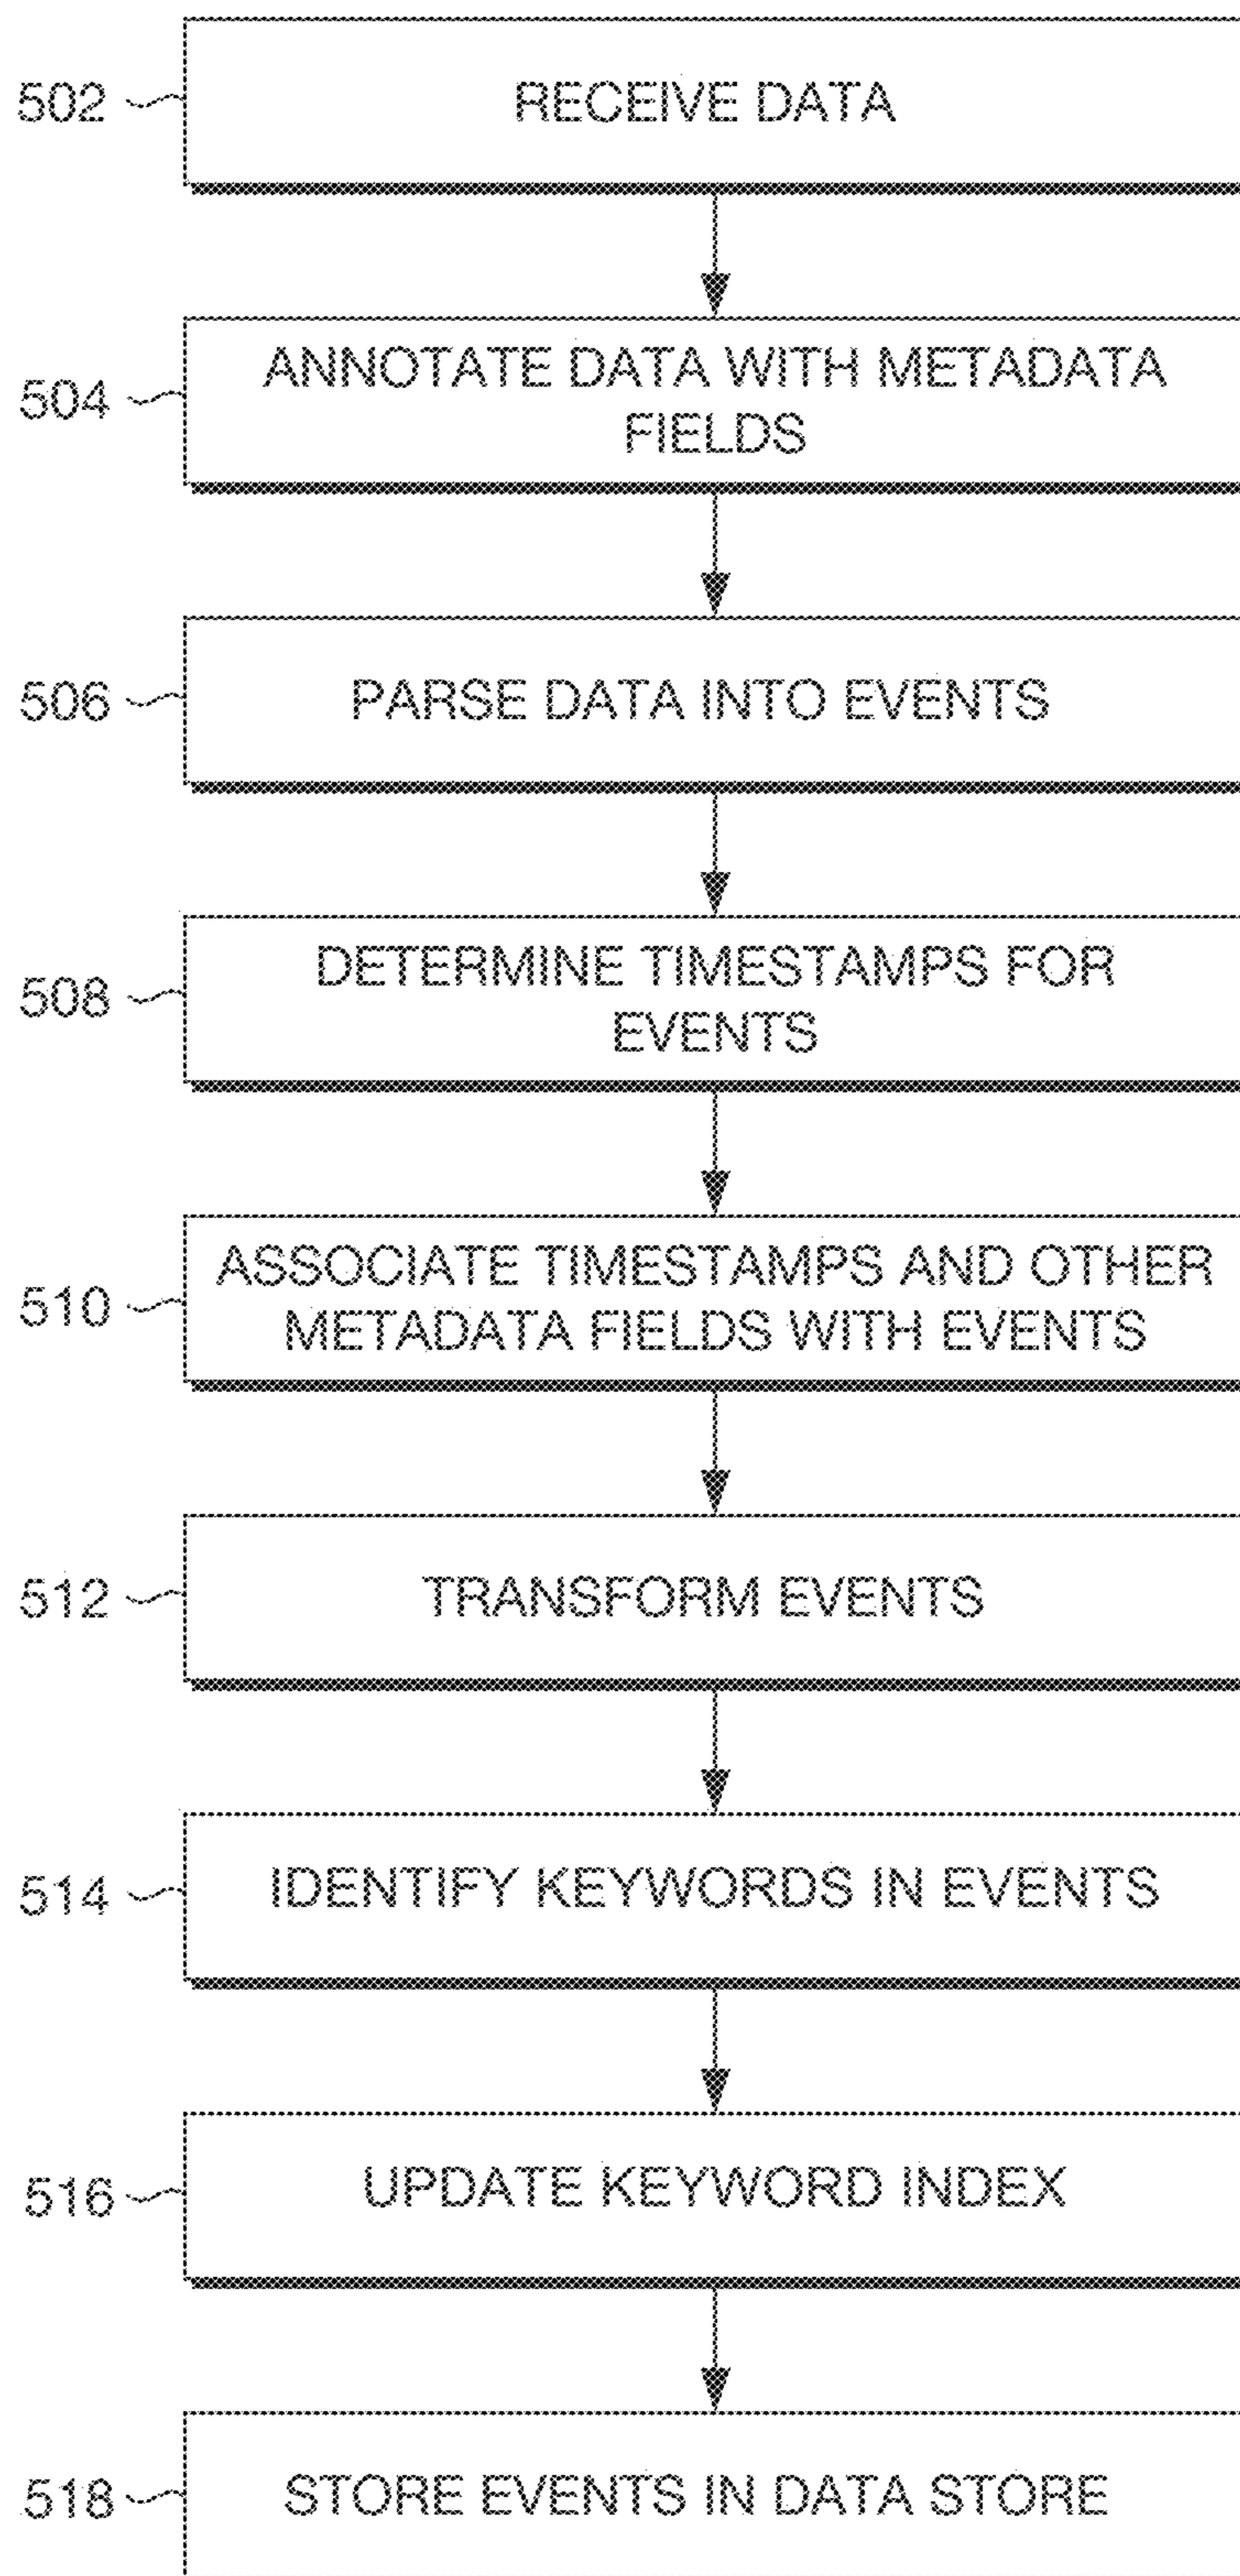 502
RECEIVE DATA
504
ANNOTATE DATA WITH METADATA
FIELDS
506
PARSE DATA INTO EVENTS
508
DETERMINE TIMESTAMPS FOR
EVENTS
510
ASSOCIATE TIMESTAMPS AND OTHER
METADATA FIELDS WITH EVENTS
512
TRANSFORM EVENTS
514
IDENTIFY KEYWORDS IN EVENTS
516
UPDATE KEYWORD INDEX
518
STORE EVENTS IN DATA STORE